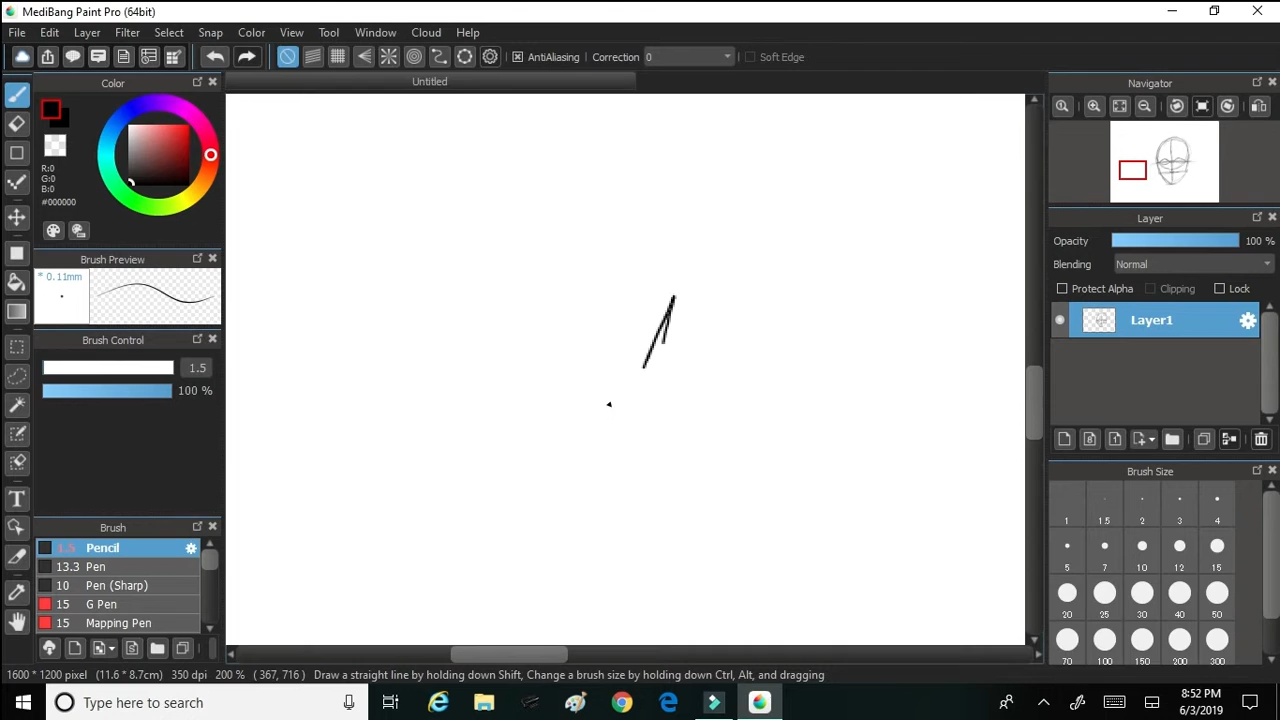 MediBang Paint Pro (64bit)
File Edit Layer Filter Select Snap Color View Tool Window Cloud Help
AntiAliasing Correction 0 Soft Edge
Untitled
Color
R:0
G:0
B:0
#000000
Brush Preview
* 0.11mm
Brush Control
1.5
100 %
Brush
1.5 Pencil
13.3 Pen
10 Pen (Sharp)
15 G Pen
15 Mapping Pen
Navigator
Layer
Opacity 100 %
Blending Normal
Protect Alpha Clipping Lock
Layer1
Brush Size
1 1.5 2 3 4
5 7 10 12 15
20 25 30 40 50
70 100 150 200 300
1600 * 1200 pixel (11.6 * 8.7cm) 350 dpi 200 % ( 367, 716 ) Draw a straight line by holding down Shift, Change a brush size by holding down Ctrl, Alt, and dragging
Type here to search
8:52 PM
6/3/2019